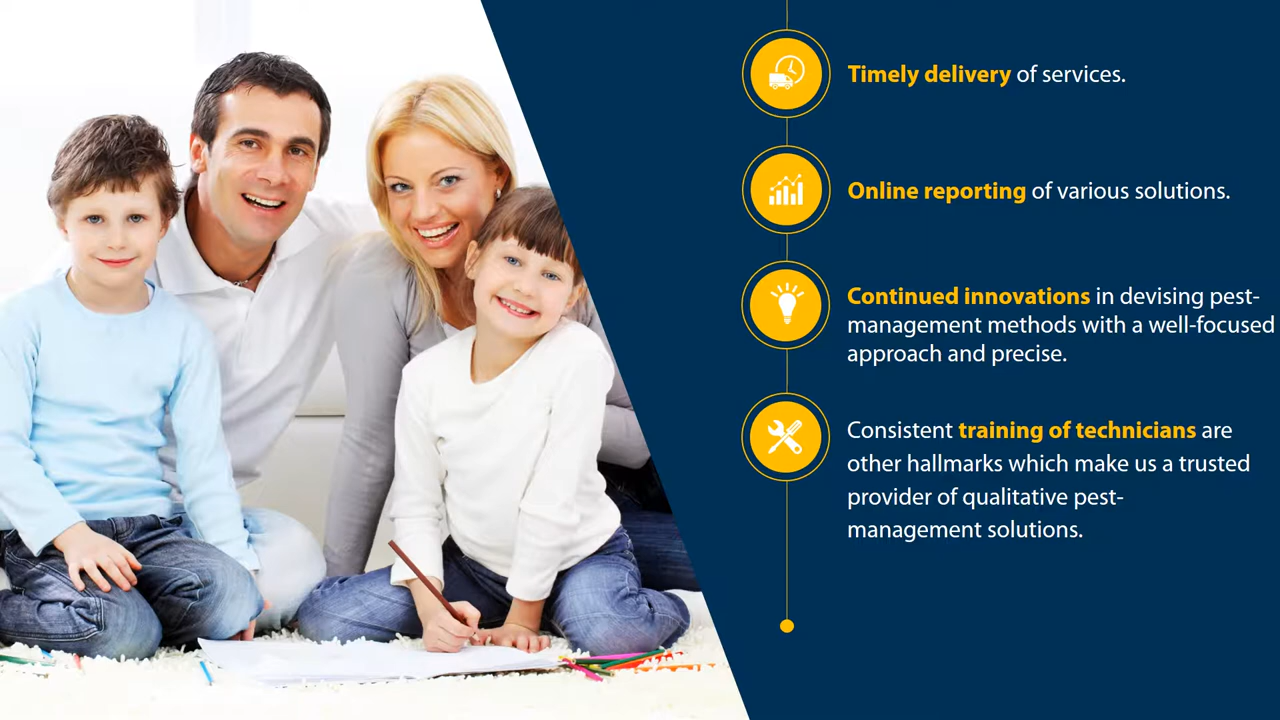 Timely delivery of services.
Online reporting of various solutions.
Continued innovations in devising pest-
management methods with a well-focused
approach and precise.
Consistent training of technicians are
other hallmarks which make us a trusted
provider of qualitative pest-
management solutions.